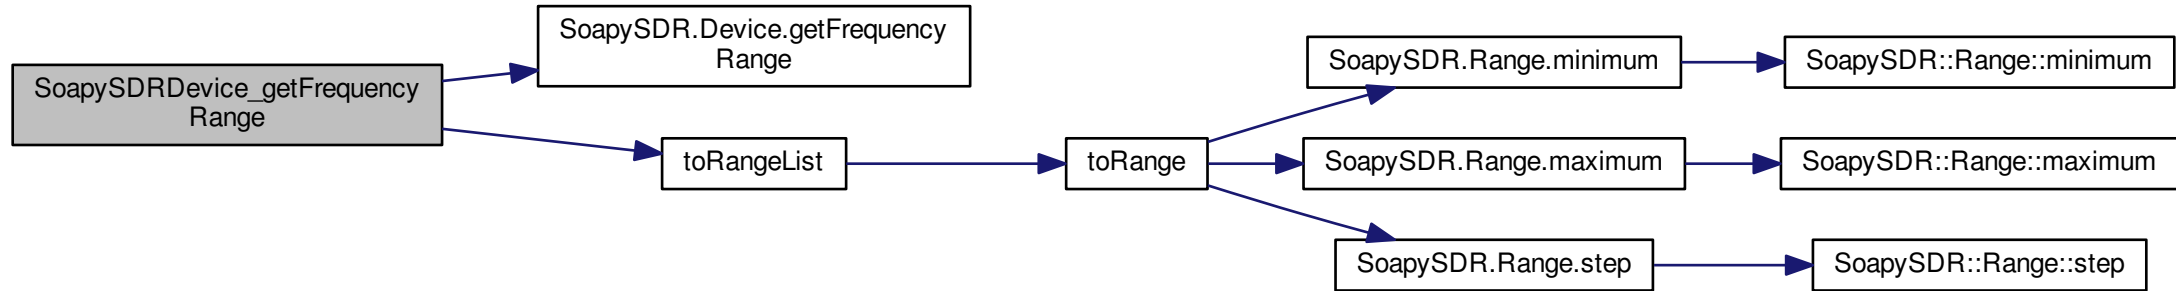 SoapySDRDevice_getFrequency
Range
SoapySDR.Device.getFrequency
Range
toRangeList
toRange
SoapySDR.Range.minimum
SoapySDR.Range.maximum
SoapySDR.Range.step
SoapySDR::Range::minimum
SoapySDR::Range::maximum
SoapySDR::Range::step